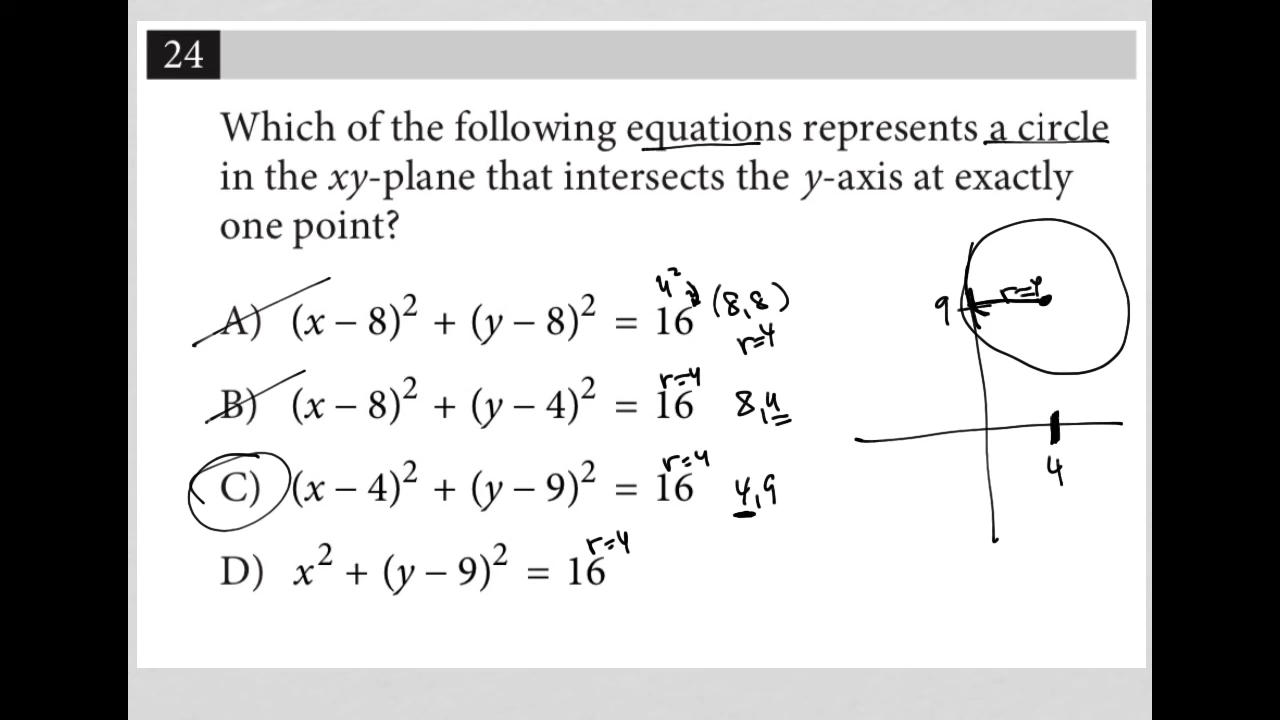 24
Which of the following equations represents a circle
in the xy-plane that intersects the y-axis at exactly
one point?
4²
A) (x − 8)² + (y − 8)² = 16 (8,8)
r=4
r=4
B) (x − 8)² + (y − 4)² = 16 8,4
r=4
C) (x − 4)² + (y − 9)² = 16 4,9
r=4
D) x² + (y − 9)² = 16
r=4
9
4